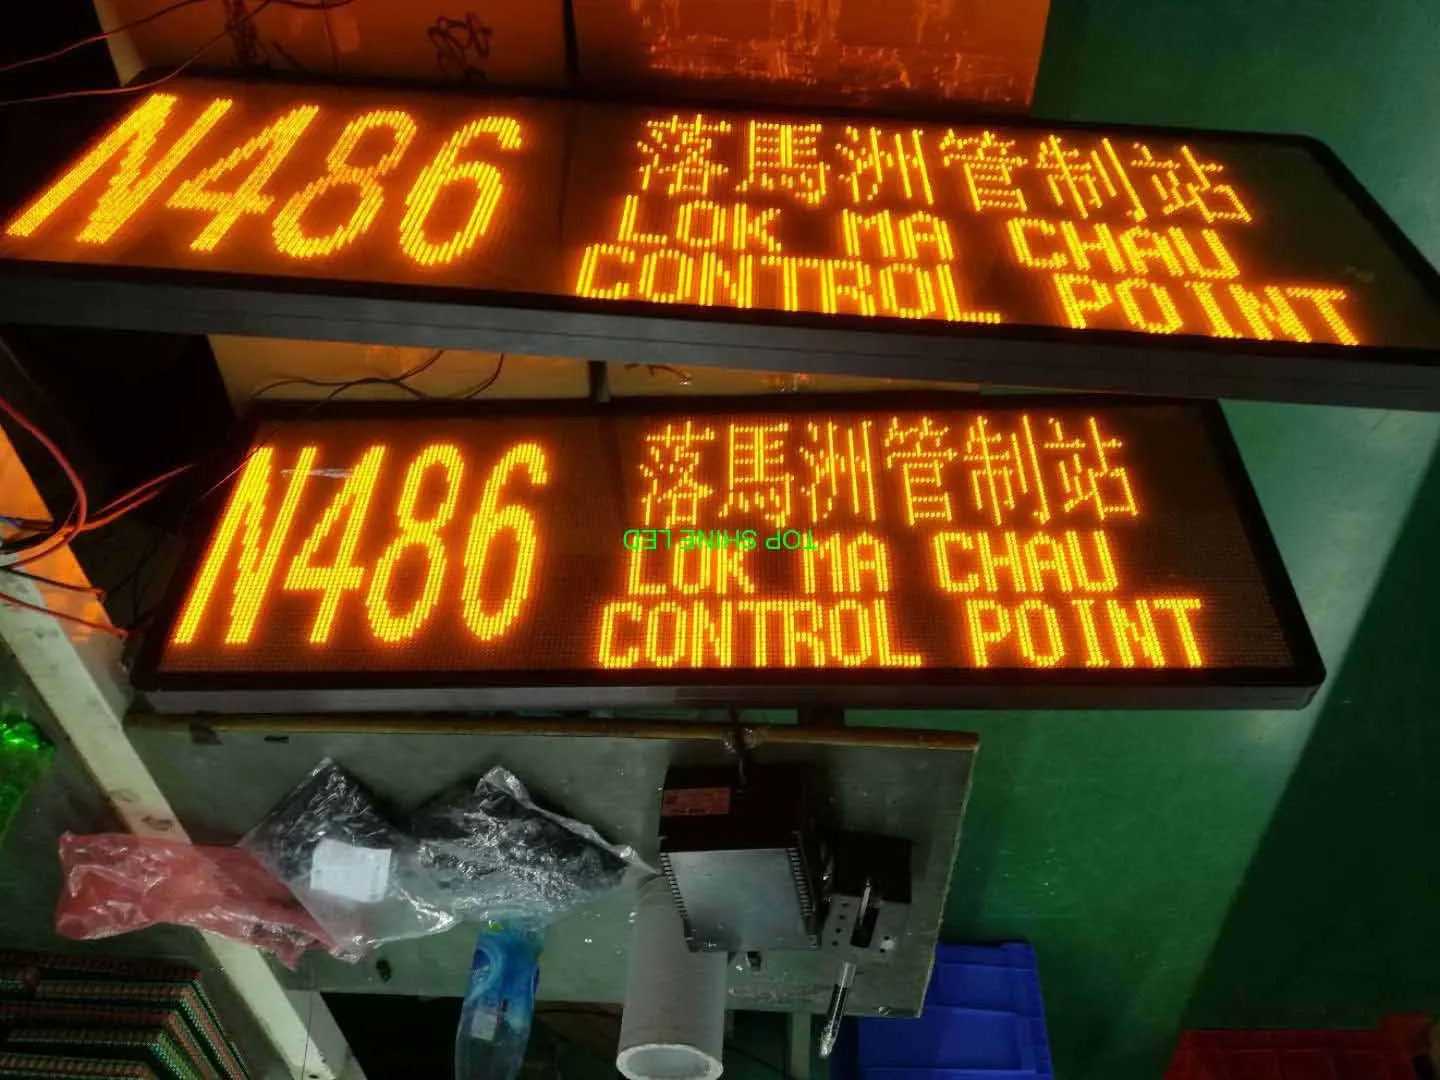 N486
落馬洲管制站
LOK MA CHAU
CONTROL POINT
N486
落馬洲管制站
LOK MA CHAU
CONTROL POINT
TOP SHINE LED